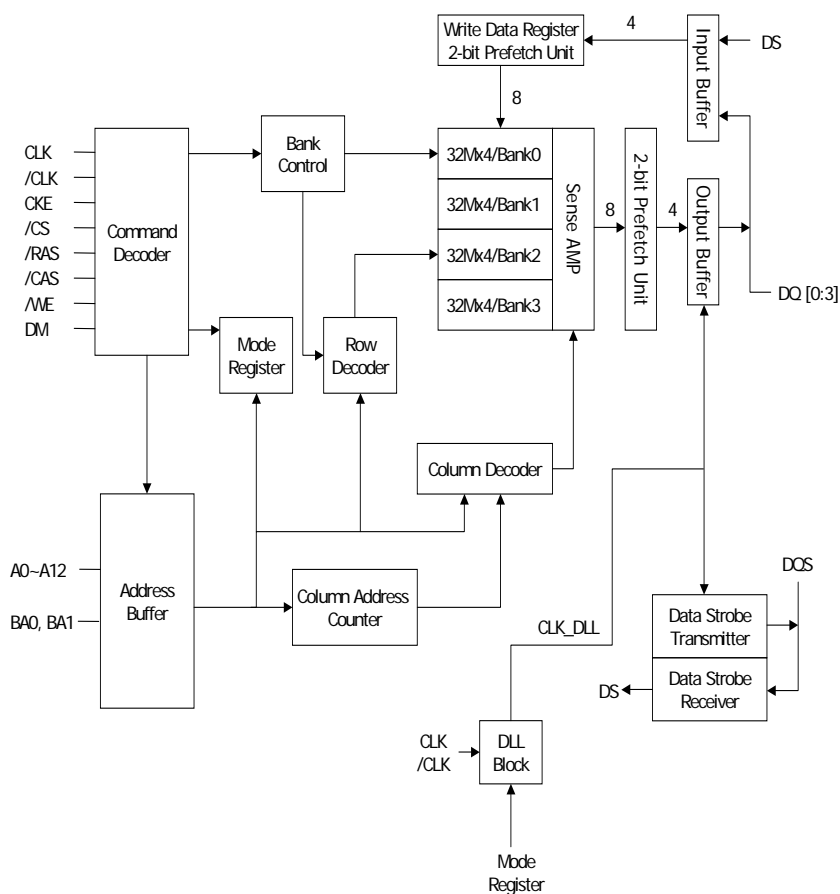 Write Data Register
2-bit Prefetch Unit
4
Input Buffer
DS
8
CLK
/CLK
CKE
/CS
/RAS
/CAS
/WE
DM
Command
Decoder
Bank
Control
32Mx4/Bank0
32Mx4/Bank1
32Mx4/Bank2
32Mx4/Bank3
Sense AMP
8
2-bit Prefetch Unit
4
Output Buffer
DQ [0:3]
Mode
Register
Row
Decoder
Column Decoder
A0~A12
BA0, BA1
Address
Buffer
Column Address
Counter
CLK_DLL
DQS
Data Strobe
Transmitter
Data Strobe
Receiver
DS
CLK
/CLK
DLL
Block
Mode
Register